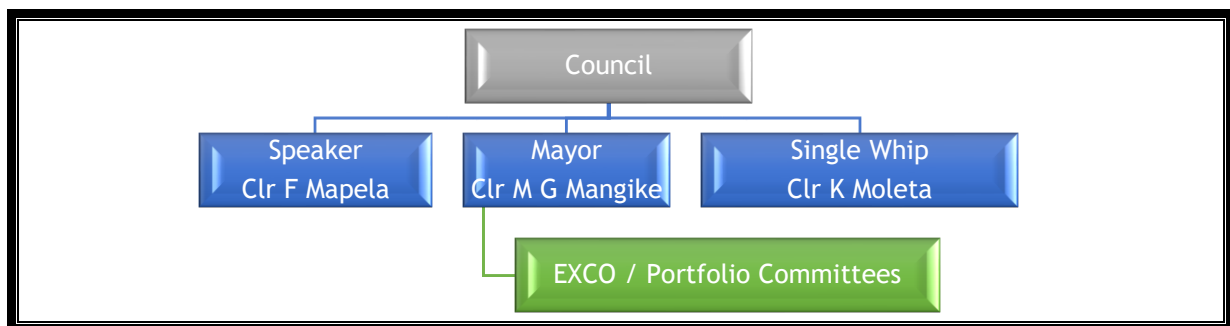 Council
Speaker
Clr F Mapela
Mayor
Clr M G Mangike
Single Whip
Clr K Moleta
EXCO / Portfolio Committees